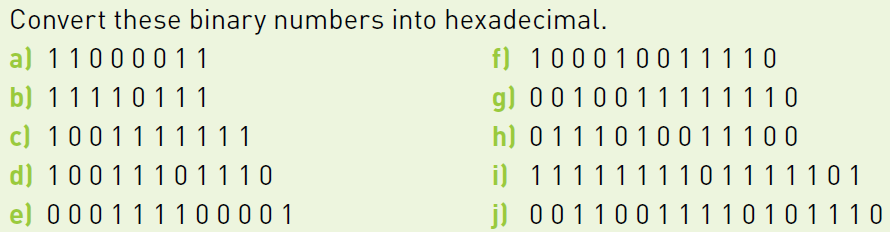 Convert these binary numbers into hexadecimal.
a) 1 1 0 0 0 0 1 1
b) 1 1 1 1 0 1 1 1
c) 1 0 0 1 1 1 1 1 1 1
d) 1 0 0 1 1 1 0 1 1 1 0
e) 0 0 0 1 1 1 1 0 0 0 0 1
f) 1 0 0 0 1 0 0 1 1 1 1 0
g) 0 0 1 0 0 1 1 1 1 1 1 1 0
h) 0 1 1 1 0 1 0 0 1 1 1 0 0
i) 1 1 1 1 1 1 1 1 0 1 1 1 1 1 0 1
j) 0 0 1 1 0 0 1 1 1 1 0 1 0 1 1 1 0